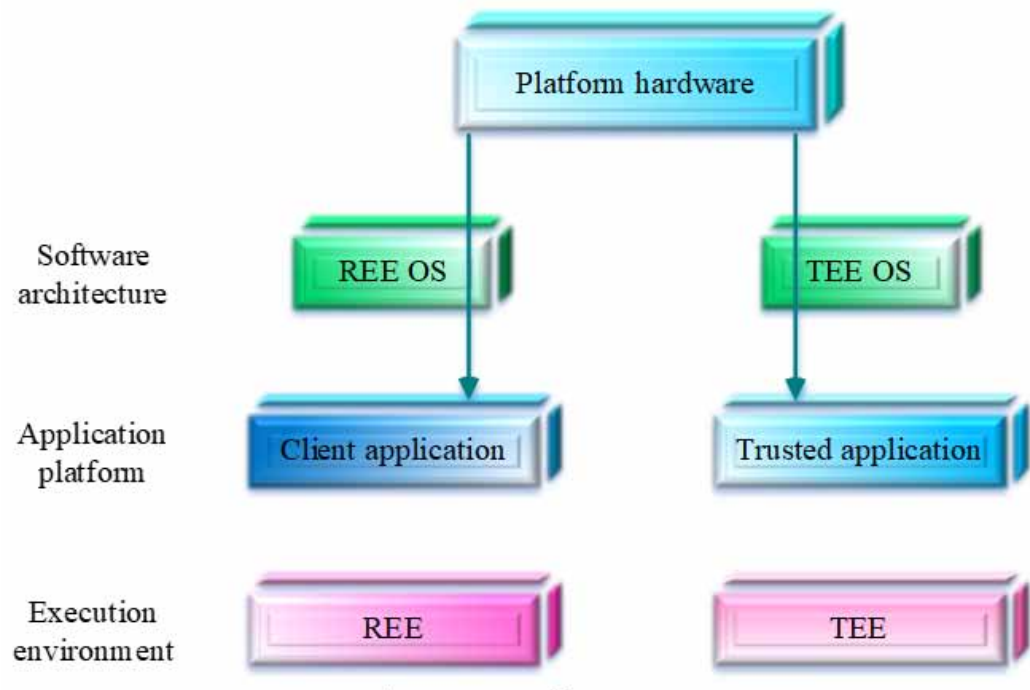 Platform hardware
Software
architecture
REE OS
TEE OS
Application
platform
Client application
Trusted application
Execution
environment
REE
TEE